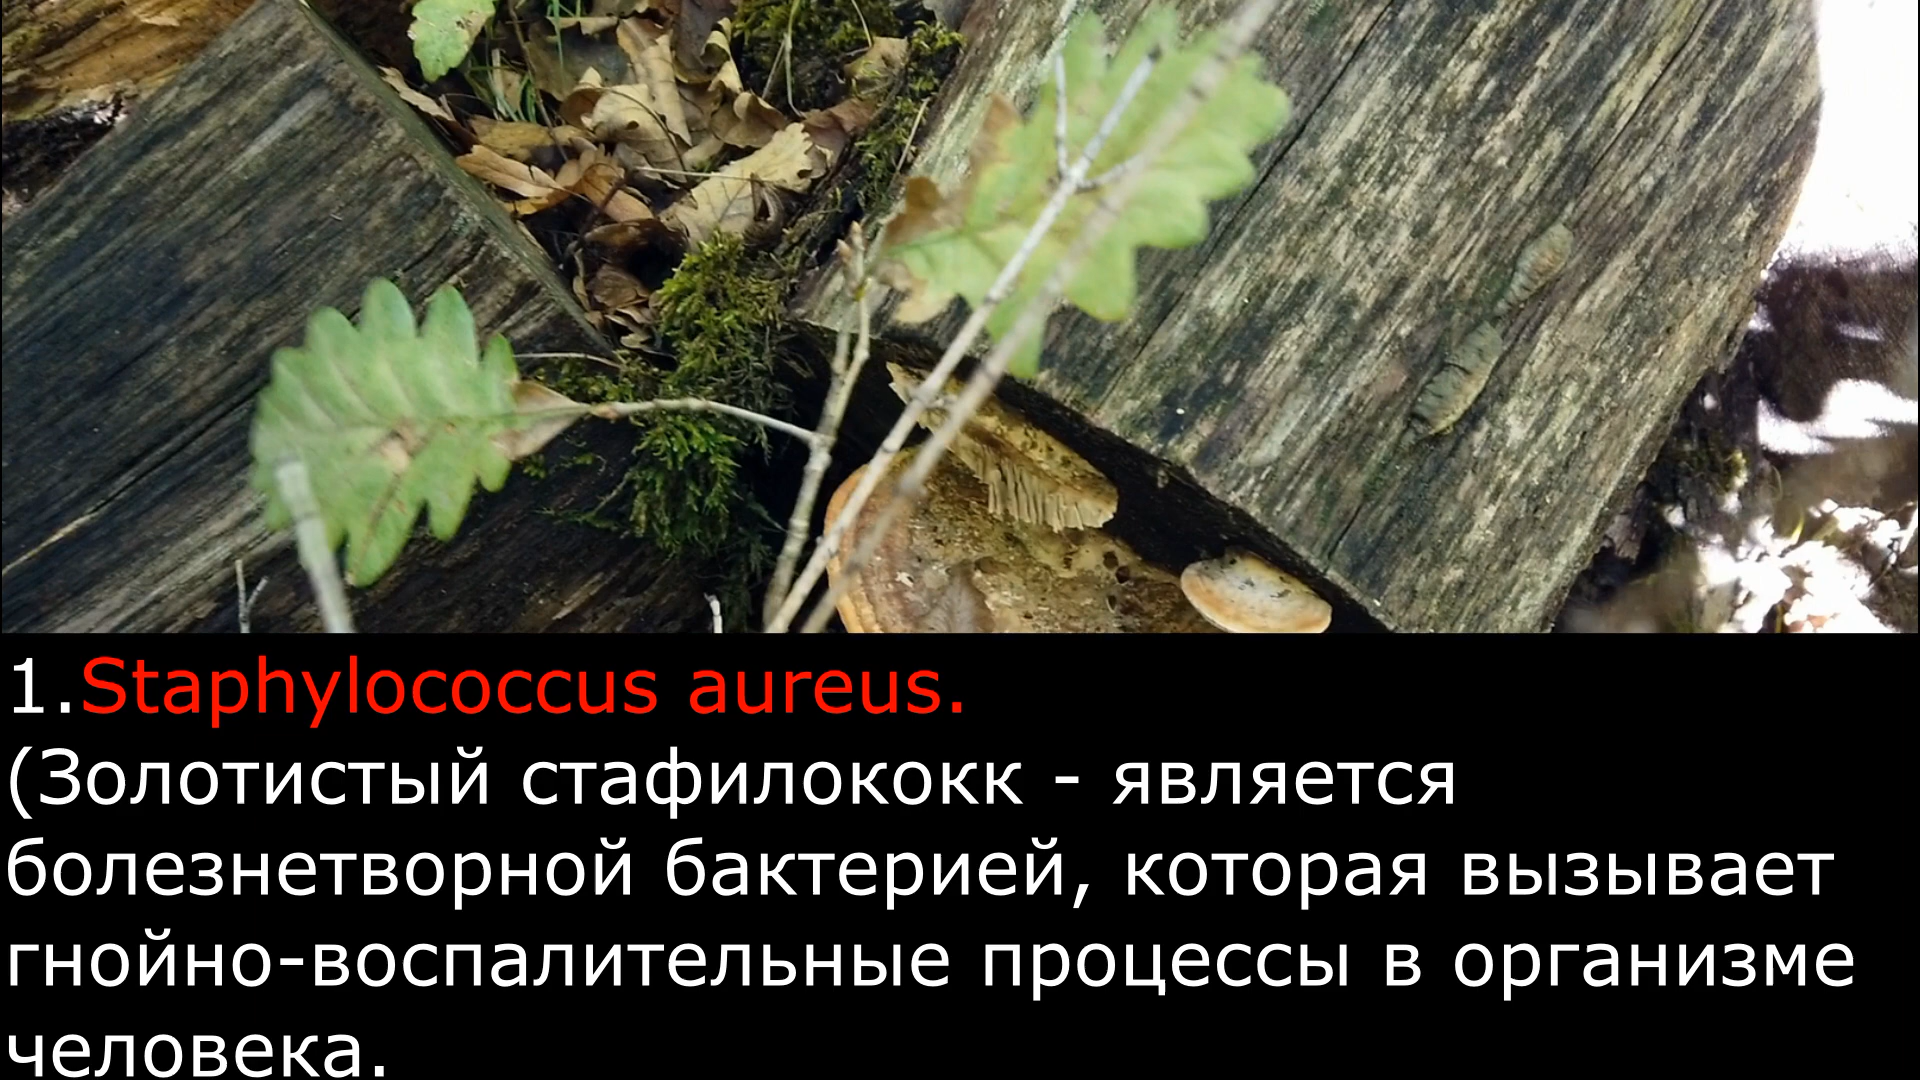 1.Staphylococcus aureus.
(Золотистый стафилококк - является
болезнетворной бактерией, которая вызывает
гнойно-воспалительные процессы в организме
человека.